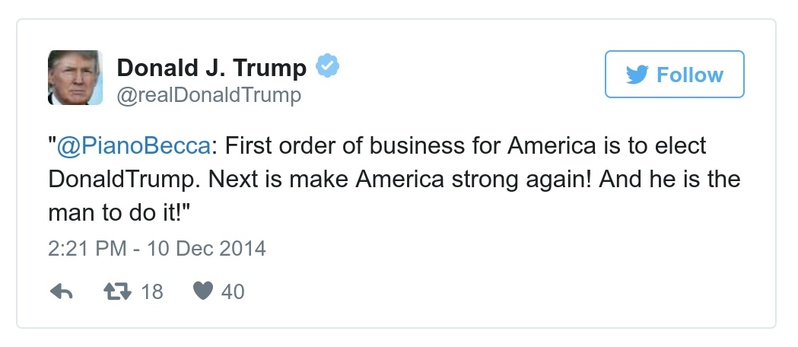 Donald J. Trump
@realDonaldTrump
Follow
"@PianoBecca: First order of business for America is to elect
DonaldTrump. Next is make America strong again! And he is the
man to do it!"
2:21 PM - 10 Dec 2014
18 40